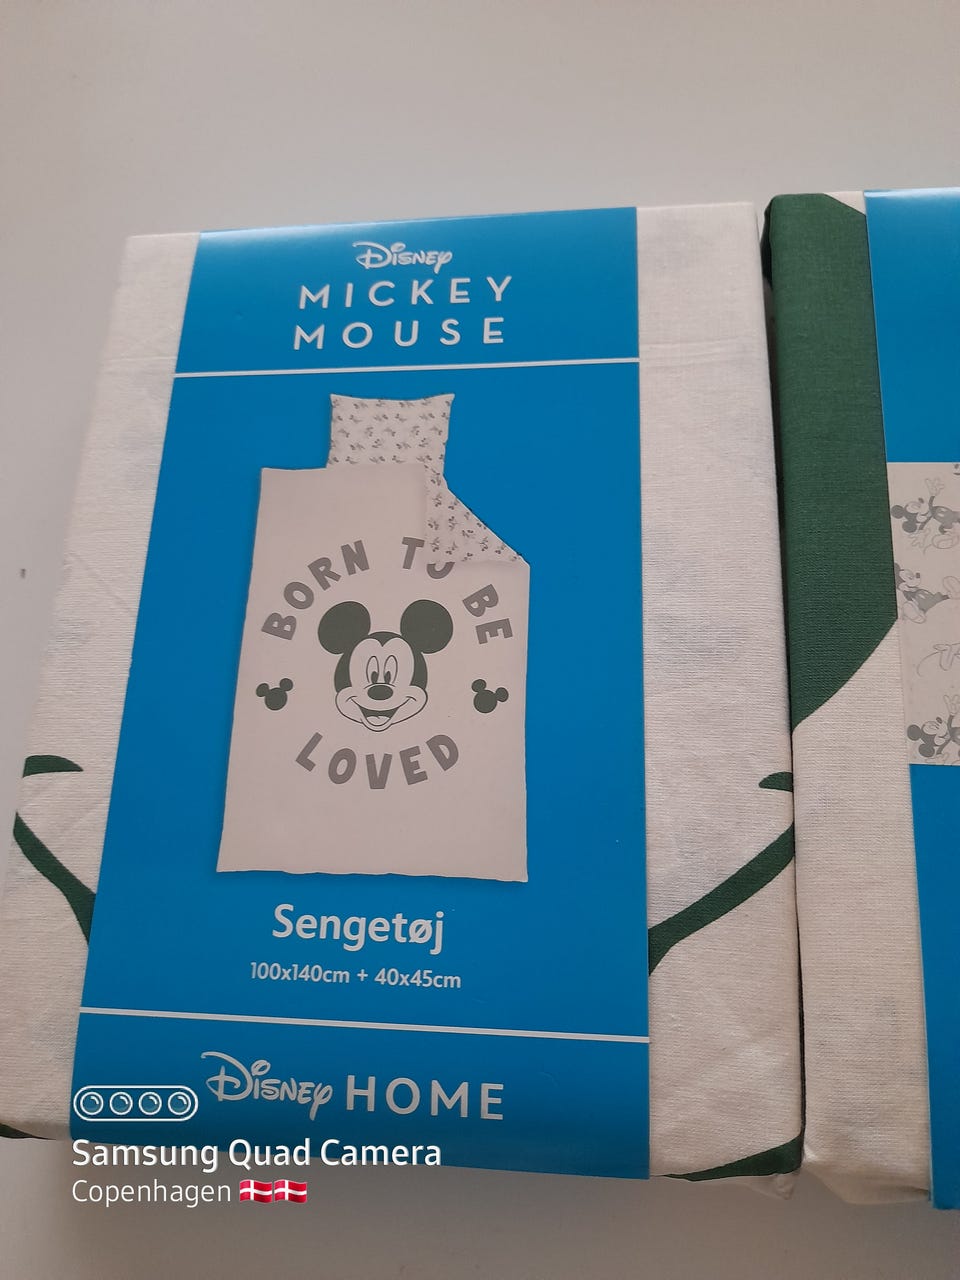 Disney
MICKEY
MOUSE
BORN TO BE
LOVED
Sengetøj
100x140cm + 40x45cm
Disney HOME
Samsung Quad Camera
Copenhagen 🇩🇰🇩🇰